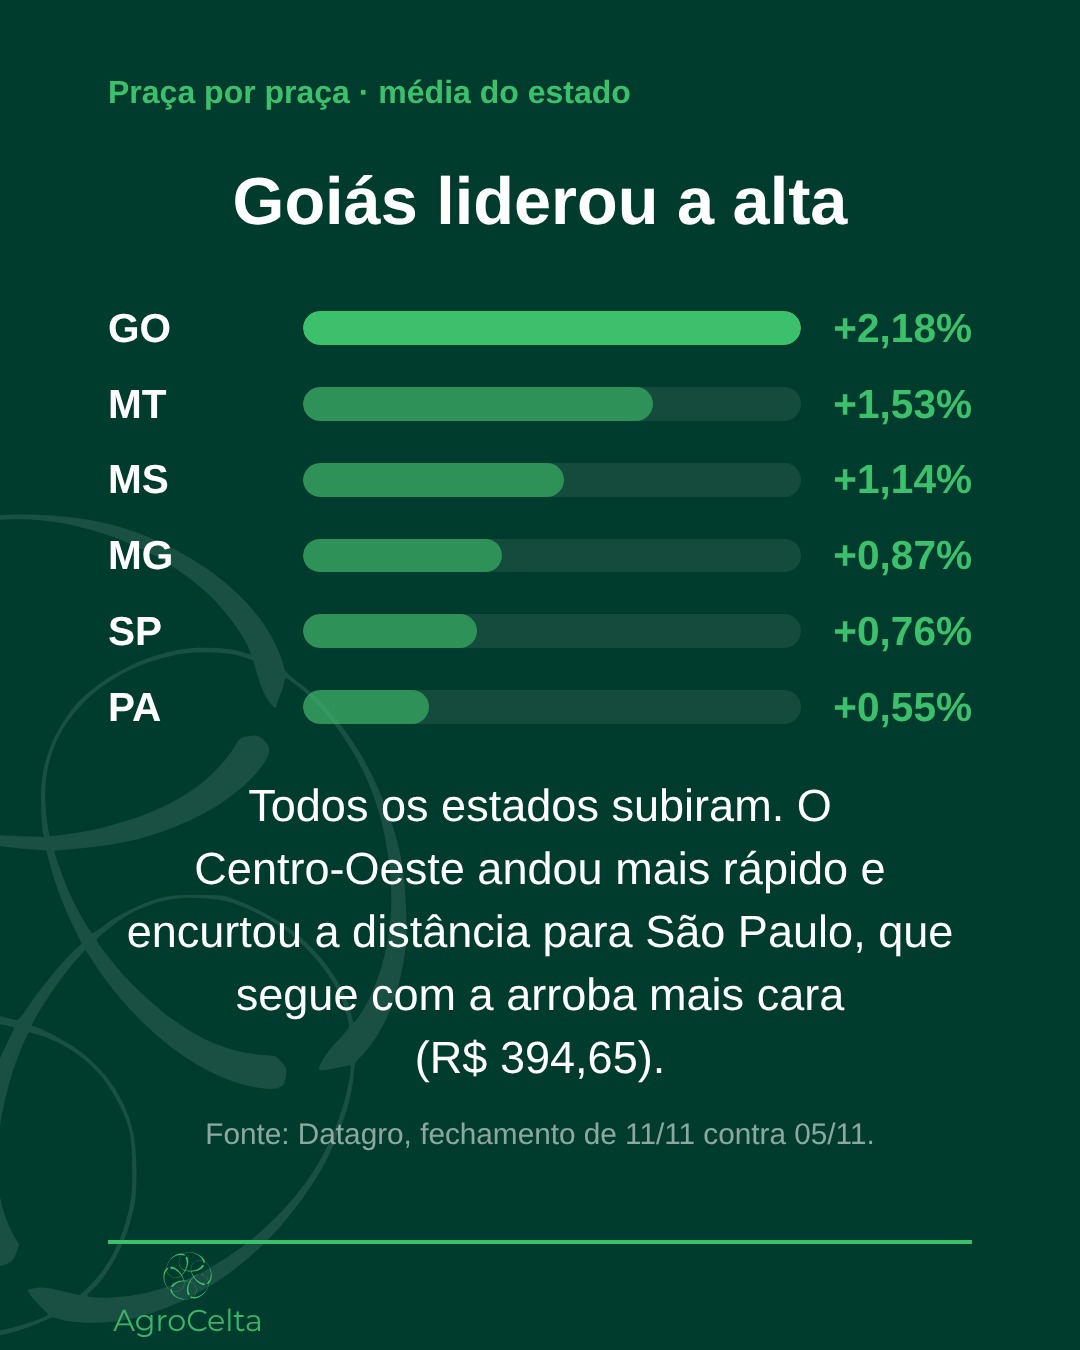 Praça por praça · média do estado
Goiás liderou a alta
GO +2,18%
MT +1,53%
MS +1,14%
MG +0,87%
SP +0,76%
PA +0,55%
Todos os estados subiram. O
Centro-Oeste andou mais rápido e
encurtou a distância para São Paulo, que
segue com a arroba mais cara
(R$ 394,65).
Fonte: Datagro, fechamento de 11/11 contra 05/11.
AgroCelta